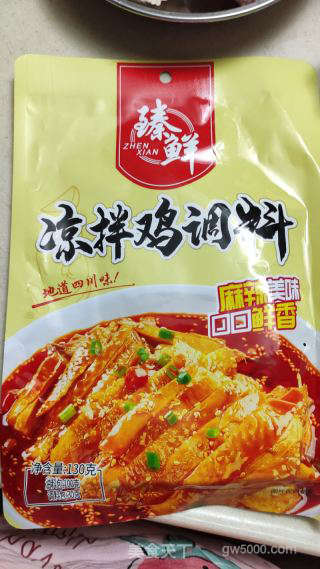 臻鲜
ZHEN
XIAN
凉拌鸡调料
地道四川味!
麻辣美味
口口鲜香
净含量:130克
美食天下 gw5000.com